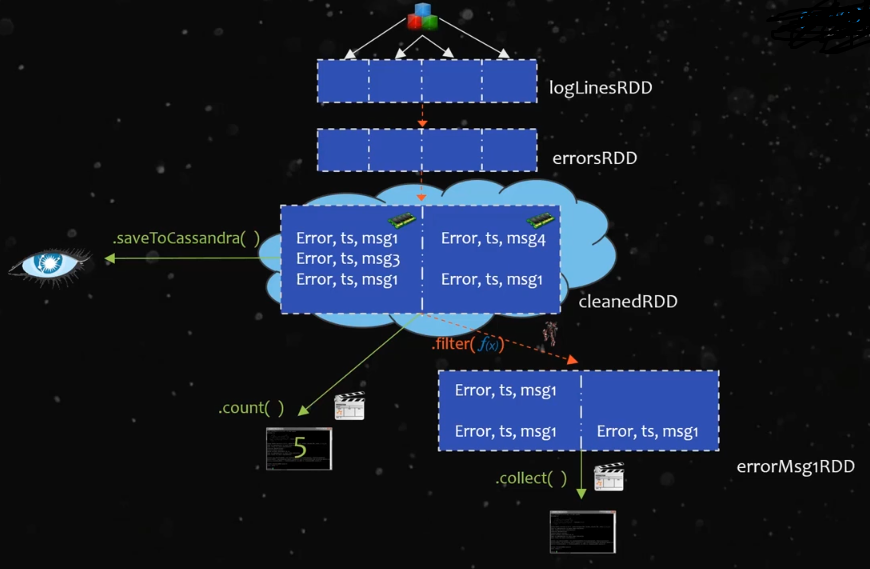 logLinesRDD
errorsRDD
.saveToCassandra( )
Error, ts, msg1
Error, ts, msg3
Error, ts, msg1
Error, ts, msg4
Error, ts, msg1
cleanedRDD
.filter( f(x) )
.count( )
5
Error, ts, msg1
Error, ts, msg1
Error, ts, msg1
errorMsg1RDD
.collect( )